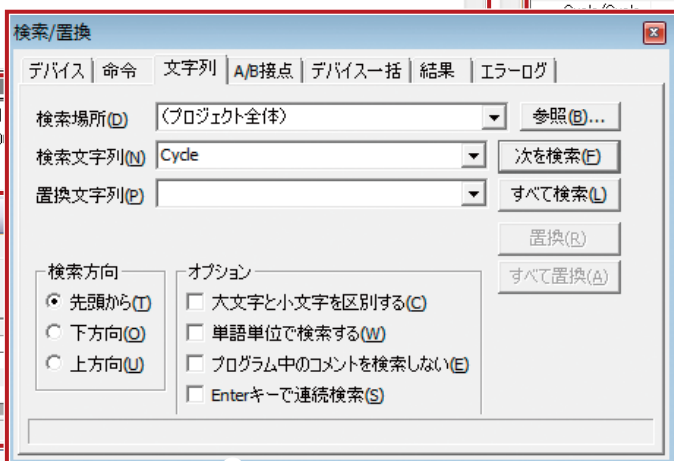 検索/置換
デバイス 命令 文字列 A/B接点 デバイス一括 結果 エラーログ
検索場所(D) (プロジェクト全体) 参照(B)...
検索文字列(N) Cycle 次を検索(F)
置換文字列(P) すべて検索(L)
置換(R)
すべて置換(A)
検索方向
先頭から(T)
下方向(O)
上方向(U)
オプション
大文字と小文字を区別する(C)
単語単位で検索する(W)
プログラム中のコメントを検索しない(E)
Enterキーで連続検索(S)